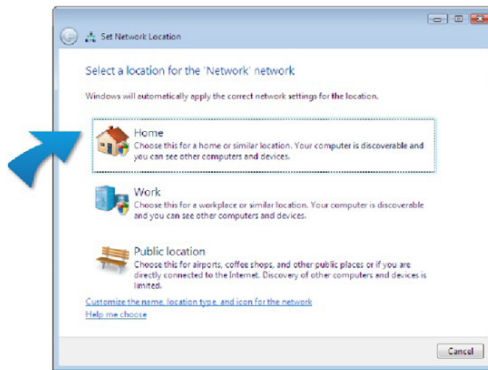 Set Network Location
Select a location for the 'Network' network
Windows will automatically apply the correct network settings for the location.
Home
Choose this for a home or similar location. Your computer is discoverable and
you can see other computers and devices.
Work
Choose this for a workplace or similar location. Your computer is discoverable
and you can see other computers and devices.
Public location
Choose this for airports, coffee shops, and other public places or if you are
directly connected to the Internet. Discovery of other computers and devices is
limited.
Customize the name, location type, and icon for the network
Help me choose
Cancel